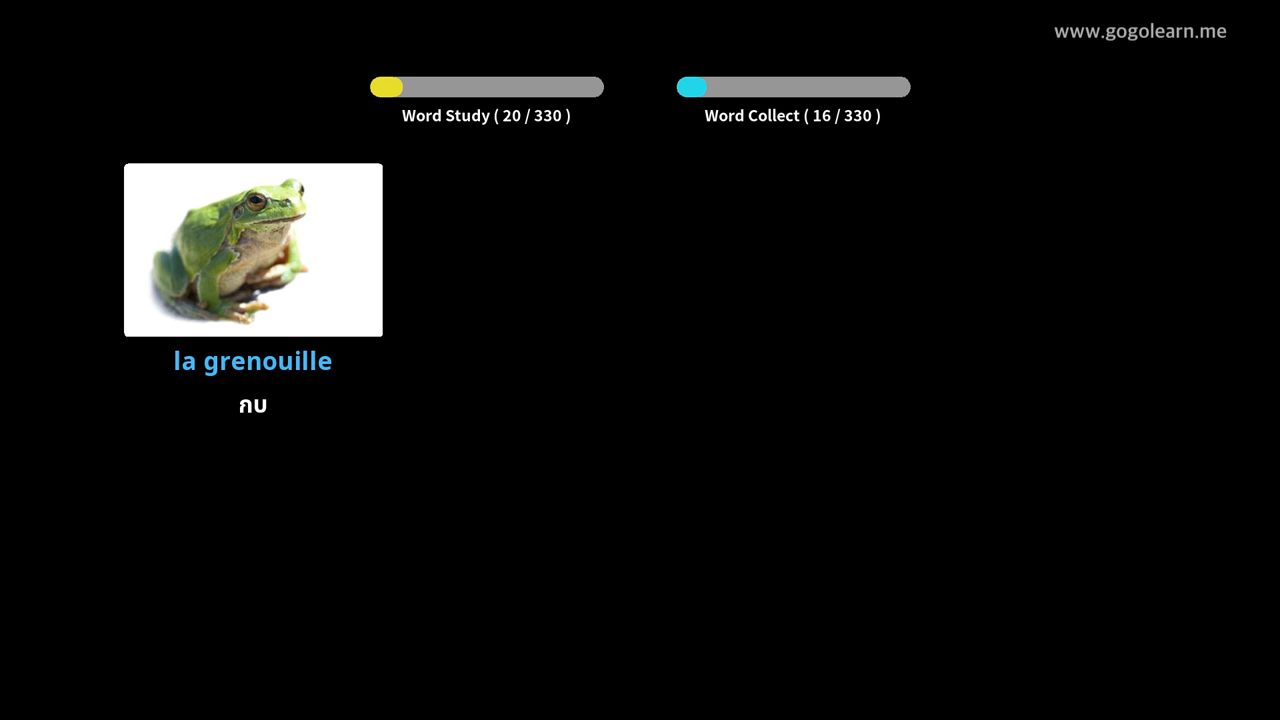 www.gogolearn.me
Word Study ( 20 / 330 )
Word Collect ( 16 / 330 )
la grenouille
กบ